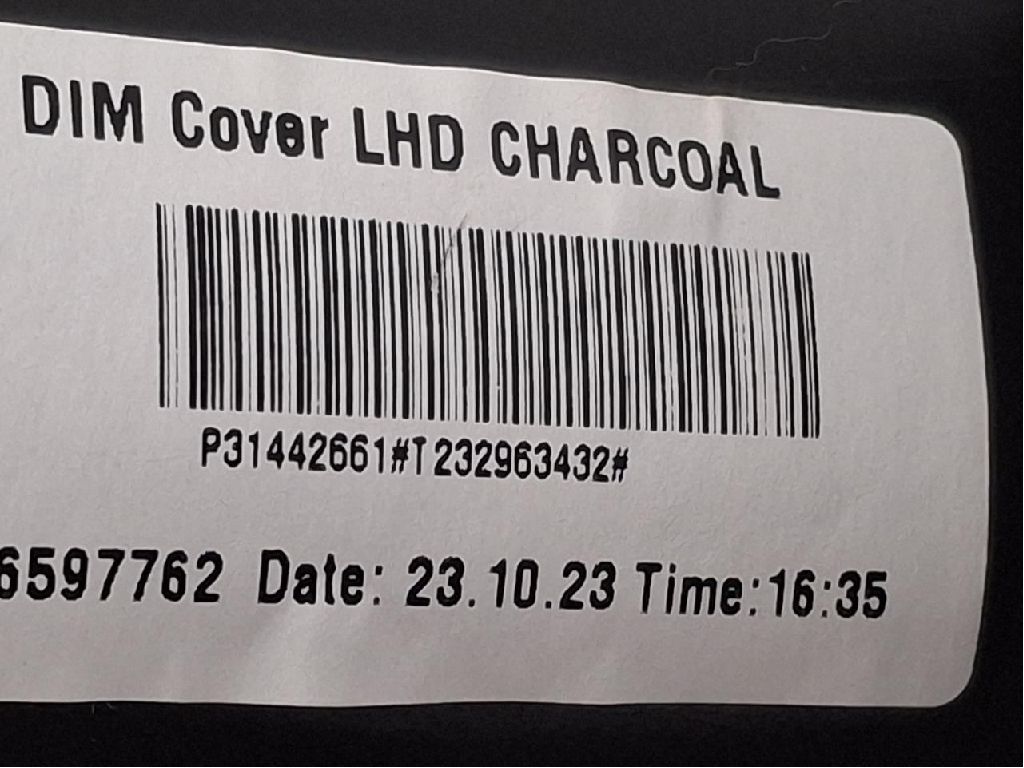 DIM Cover LHD CHARCOAL
P31442661#T232963432#
6597762 Date: 23.10.23 Time:16:35